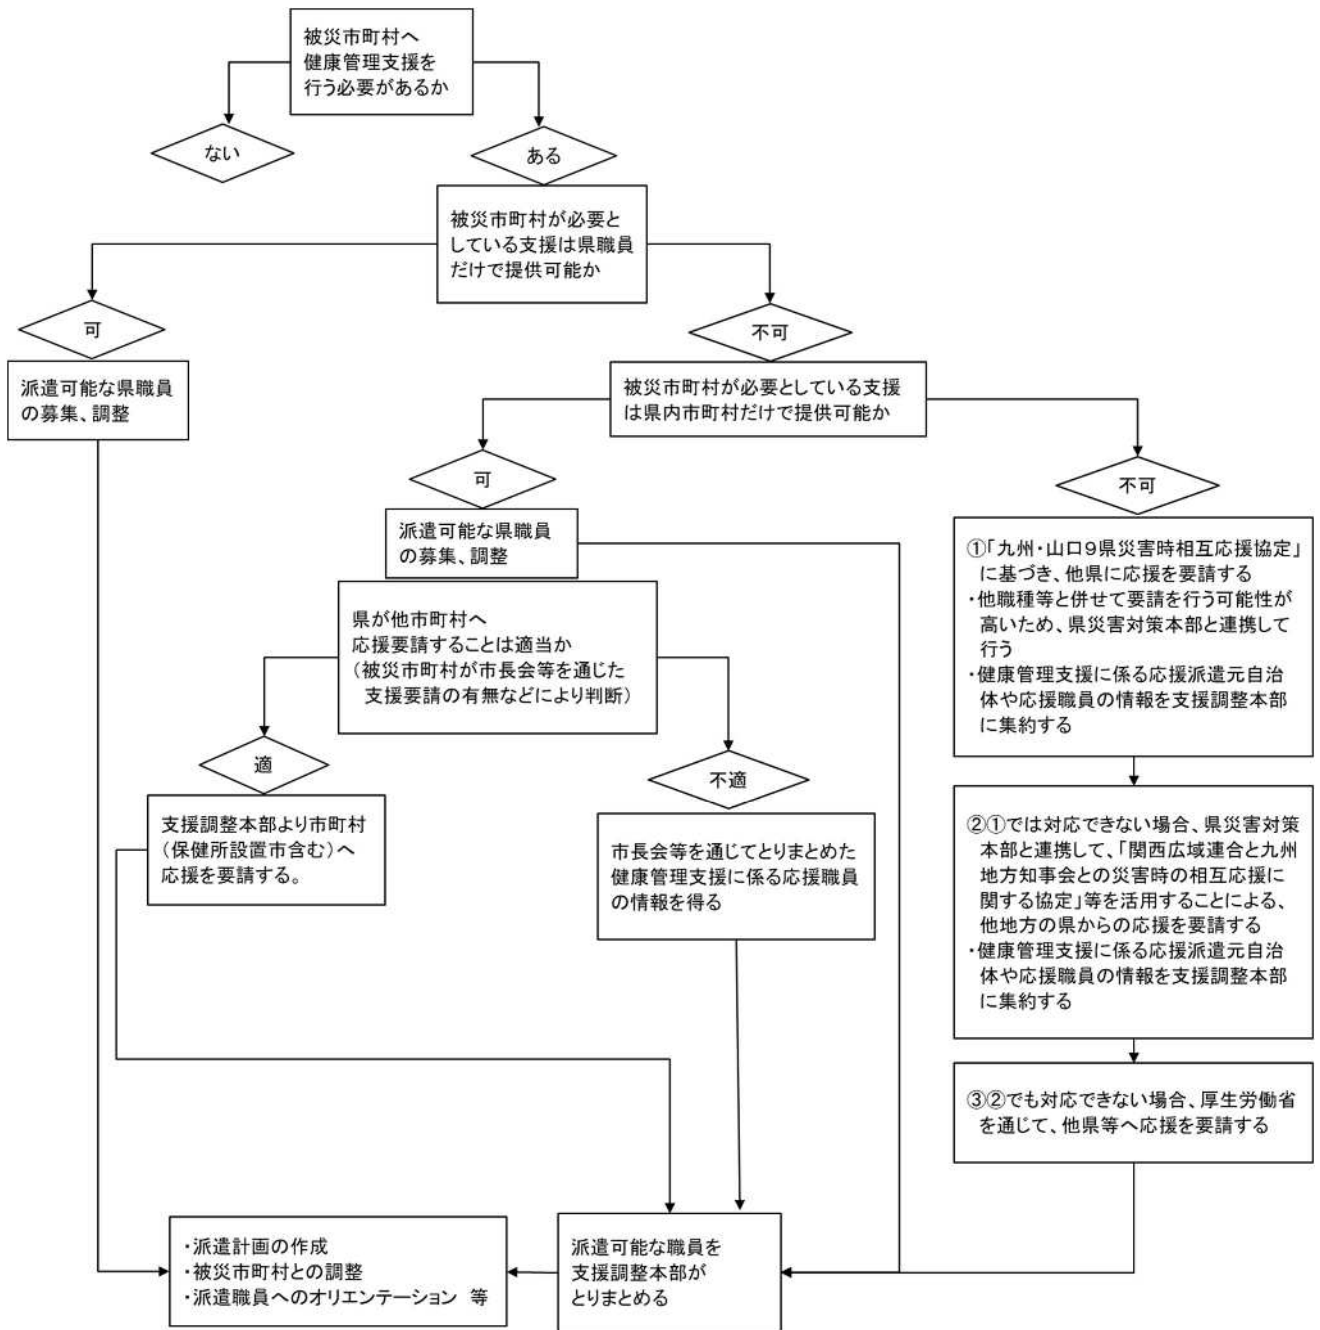 被災市町村へ
健康管理支援を
行う必要があるか
ない
ある
被災市町村が必要と
している支援は県職員
だけで提供可能か
可
不可
派遣可能な県職員
の募集、調整
被災市町村が必要としている支援
は県内市町村だけで提供可能か
可
不可
派遣可能な県職員
の募集、調整
県が他市町村へ
応援要請することは適当か
(被災市町村が市長会等を通じた
支援要請の有無などにより判断)
適
不適
支援調整本部より市町村
(保健所設置市含む)へ
応援を要請する。
市長会等を通じてとりまとめた
健康管理支援に係る応援職員
の情報を得る
①「九州・山口9県災害時相互応援協定」
に基づき、他県に応援を要請する
・他職種等と併せて要請を行う可能性が
高いため、県災害対策本部と連携して
行う
・健康管理支援に係る応援派遣元自治
体や応援職員の情報を支援調整本部
に集約する
②①では対応できない場合、県災害対策
本部と連携して、「関西広域連合と九州
地方知事会との災害時の相互応援に
関する協定」等を活用することによる、
他地方の県からの応援を要請する
・健康管理支援に係る応援派遣元自治
体や応援職員の情報を支援調整本部
に集約する
③②でも対応できない場合、厚生労働省
を通じて、他県等へ応援を要請する
・派遣計画の作成
・被災市町村との調整
・派遣職員へのオリエンテーション 等
派遣可能な職員を
支援調整本部が
とりまとめる